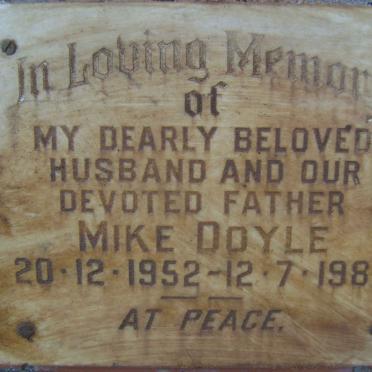 In Loving Memor
of
MY DEARLY BELOVED
HUSBAND AND OUR
DEVOTED FATHER
MIKE DOYLE
20·12·1952-12·7·198
AT PEACE.